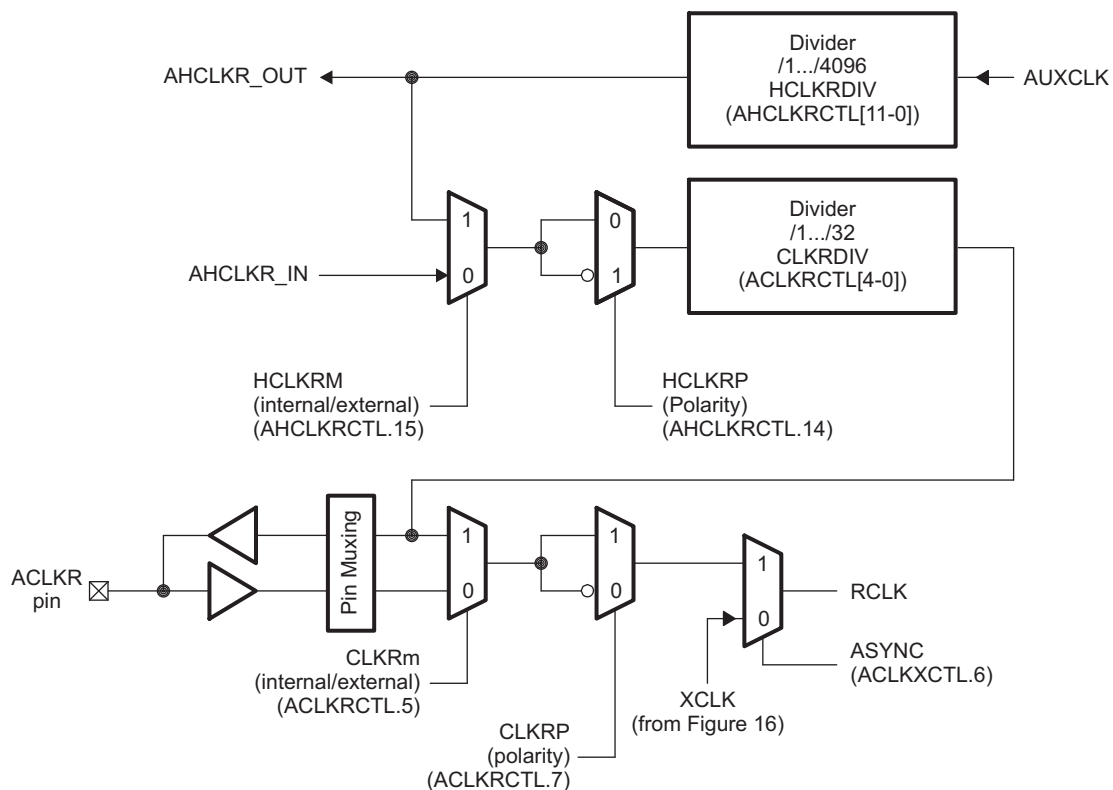 Divider
/1.../4096
HCLKRDIV
(AHCLKRCTL[11-0])
AHCLKR_OUT
AUXCLK
Divider
/1.../32
CLKRDIV
(ACLKRCTL[4-0])
1
0
0
1
AHCLKR_IN
HCLKRM
(internal/external)
(AHCLKRCTL.15)
HCLKRP
(Polarity)
(AHCLKRCTL.14)
ACLKR
pin
Pin Muxing
1
0
1
0
1
0
RCLK
CLKRm
(internal/external)
(ACLKRCTL.5)
ASYNC
(ACLKXCTL.6)
XCLK
(from Figure 16)
CLKRP
(polarity)
(ACLKRCTL.7)